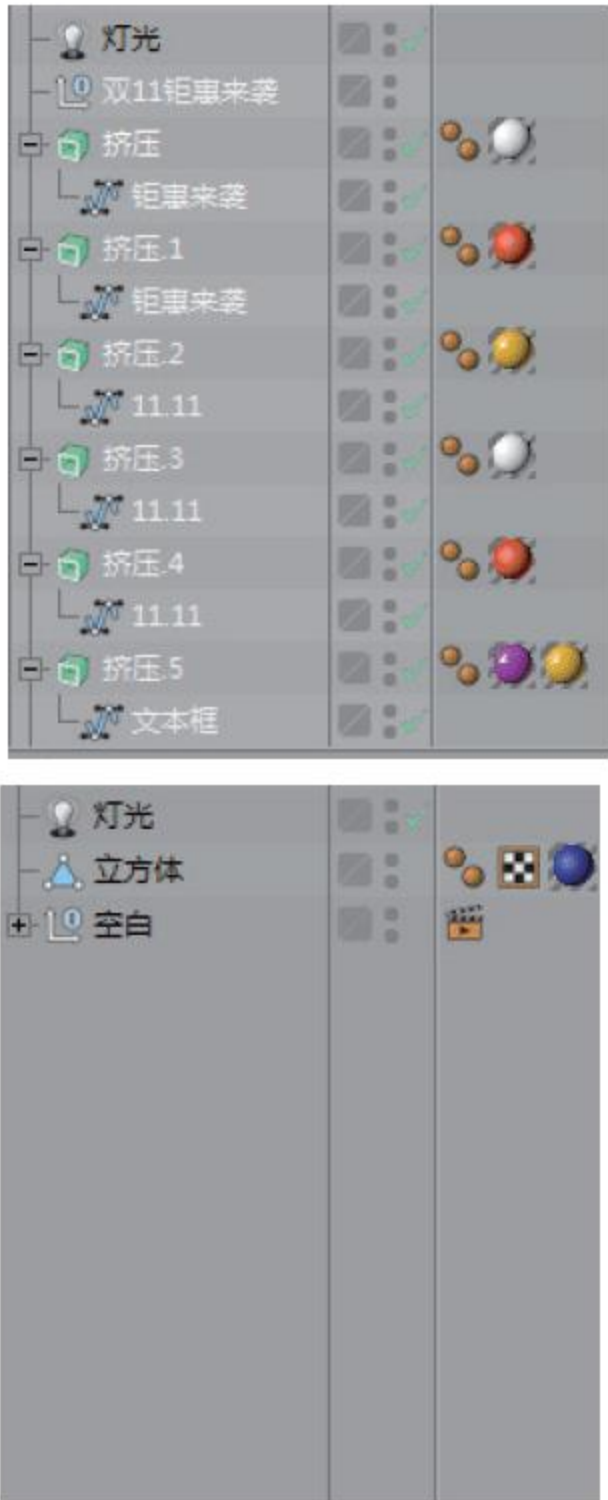 灯光
双11钜惠来袭
挤压
钜惠来袭
挤压.1
钜惠来袭
挤压.2
11.11
挤压.3
11.11
挤压.4
11.11
挤压.5
文本框
灯光
立方体
空白